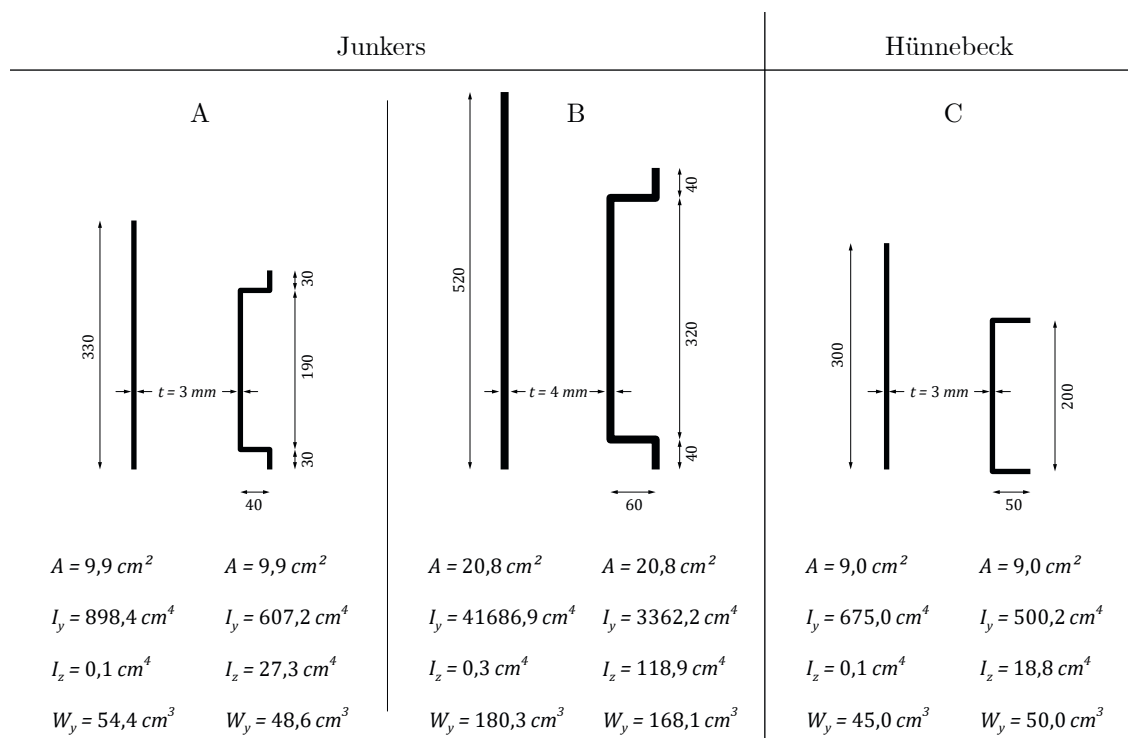 Junkers
Hünnebeck
A
B
C
330
t = 3 mm
30
190
30
40
520
t = 4 mm
40
320
40
60
300
t = 3 mm
200
50
A = 9,9 cm²
I_y = 898,4 cm⁴
I_z = 0,1 cm⁴
W_y = 54,4 cm³
A = 9,9 cm²
I_y = 607,2 cm⁴
I_z = 27,3 cm⁴
W_y = 48,6 cm³
A = 20,8 cm²
I_y = 41686,9 cm⁴
I_z = 0,3 cm⁴
W_y = 180,3 cm³
A = 20,8 cm²
I_y = 3362,2 cm⁴
I_z = 118,9 cm⁴
W_y = 168,1 cm³
A = 9,0 cm²
I_y = 675,0 cm⁴
I_z = 0,1 cm⁴
W_y = 45,0 cm³
A = 9,0 cm²
I_y = 500,2 cm⁴
I_z = 18,8 cm⁴
W_y = 50,0 cm³